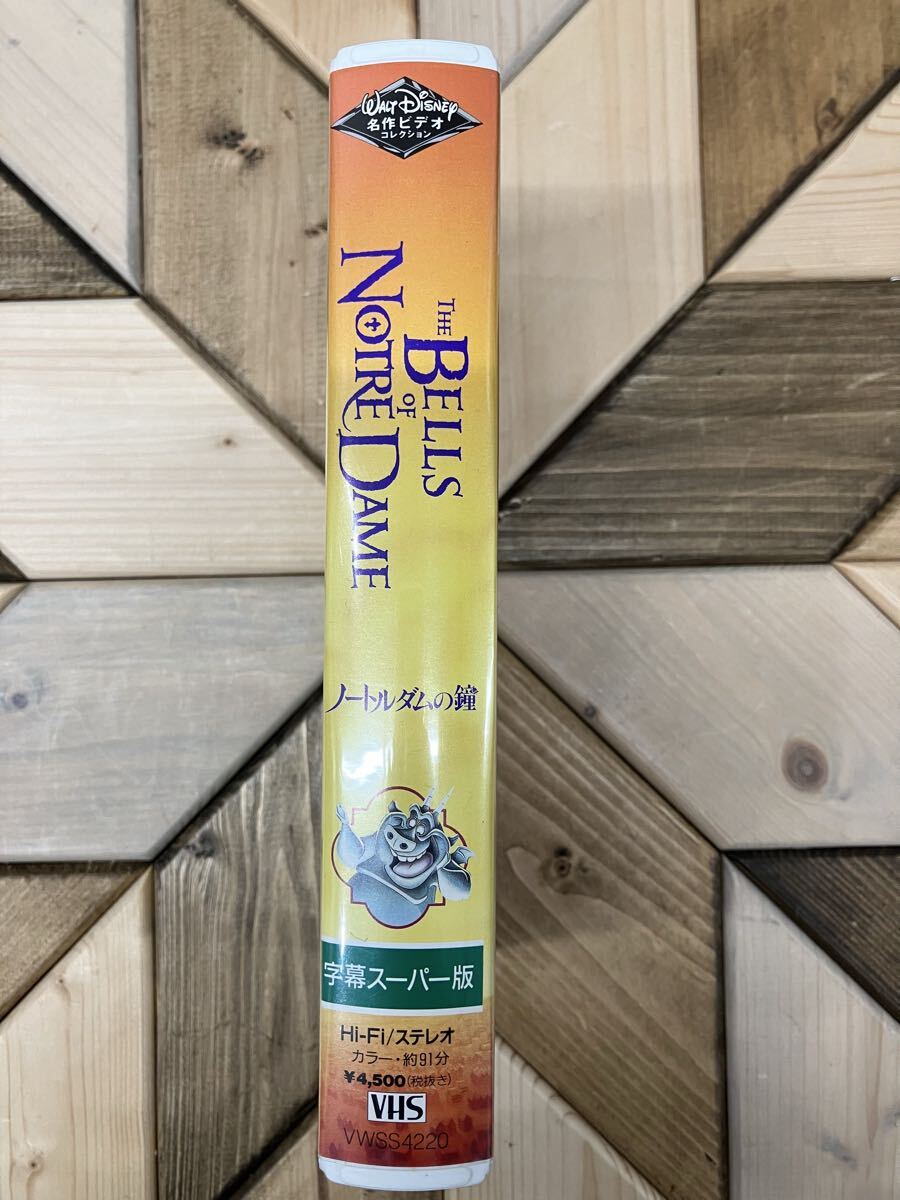 WALT DISNEY
名作ビデオ
コレクション
THE BELLS
OF
NOTRE DAME
ノートルダムの鐘
字幕スーパー版
Hi-Fi/ステレオ
カラー・約91分
¥4,500(税抜き)
VHS
VWSS4220